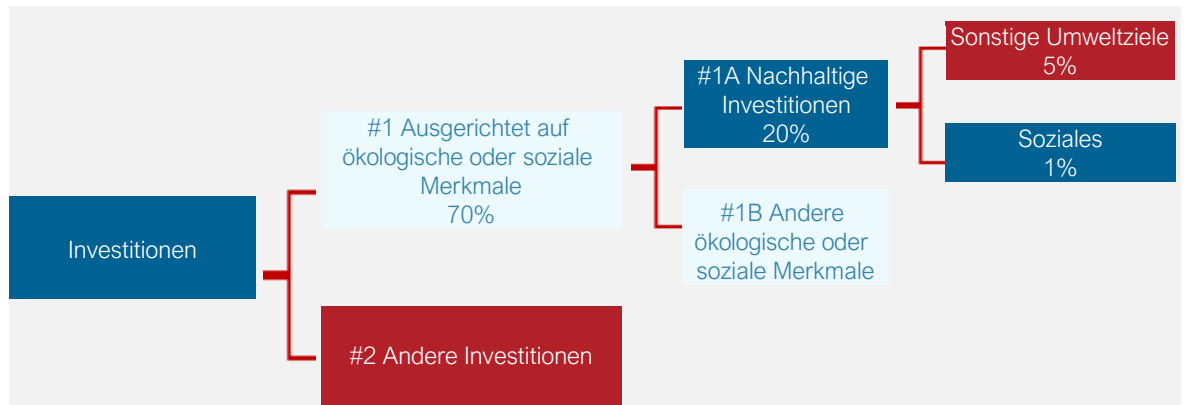 Investitionen
#1 Ausgerichtet auf
ökologische oder soziale
Merkmale
70%
#2 Andere Investitionen
#1A Nachhaltige
Investitionen
20%
#1B Andere
ökologische oder
soziale Merkmale
Sonstige Umweltziele
5%
Soziales
1%